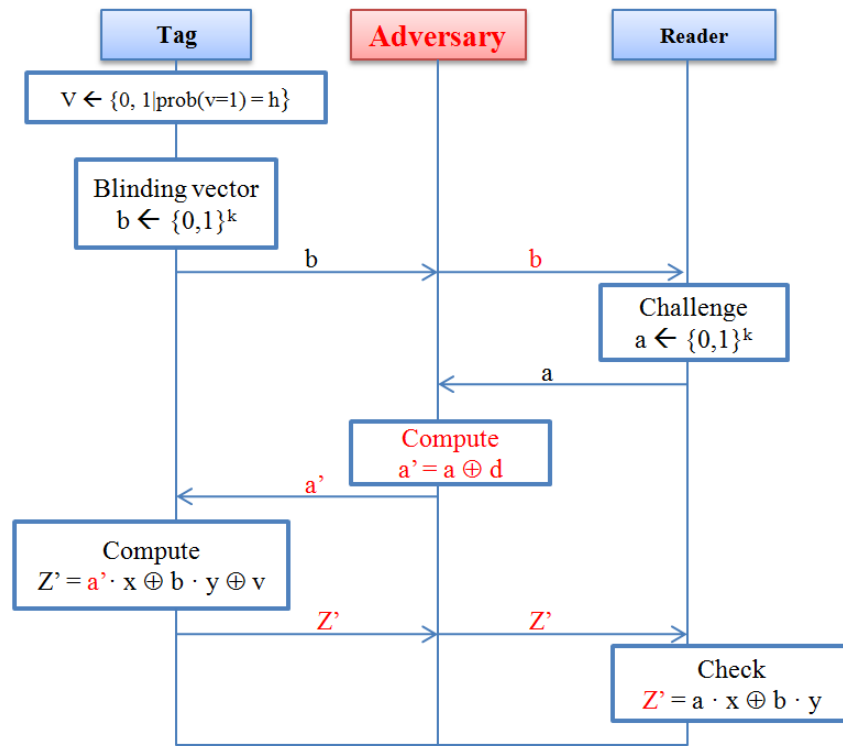 Tag
Adversary
Reader
V ← {0, 1|prob(v=1) = h}
Blinding vector
b ← {0,1}ᵏ
b
b
Challenge
a ← {0,1}ᵏ
a
Compute
a’ = a ⊕ d
a’
Compute
Z’ = a’ · x ⊕ b · y ⊕ v
Z’
Z’
Check
Z’ = a · x ⊕ b · y